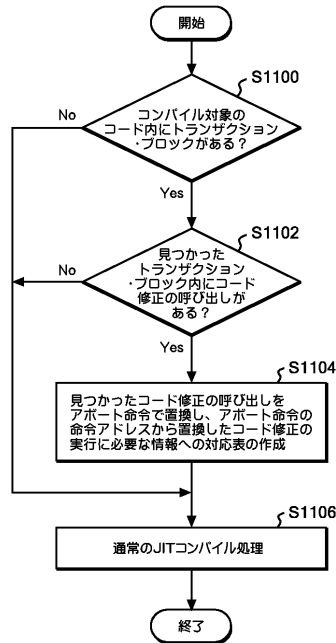 開始
S1100
コンパイル対象の
コード内にトランザクション
・ブロックがある?
No
Yes
S1102
見つかった
トランザクション
・ブロック内にコード
修正の呼び出しが
ある?
No
Yes
S1104
見つかったコード修正の呼び出しを
アボート命令で置換し、アボート命令の
命令アドレスから置換したコード修正の
実行に必要な情報への対応表の作成
S1106
通常のJITコンパイル処理
終了